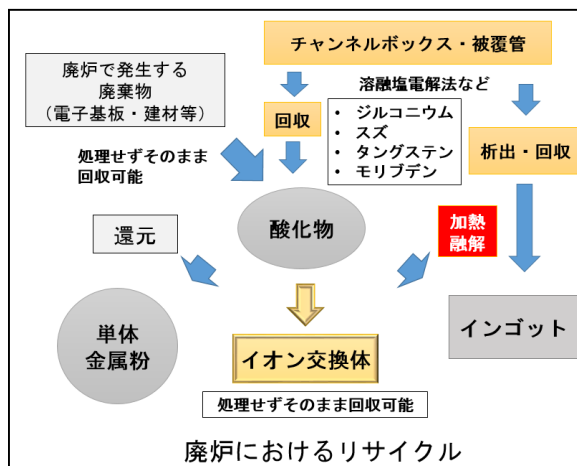 チャンネルボックス・被覆管
廃炉で発生する
廃棄物
（電子基板・建材等）
溶融塩電解法など
回収
・ジルコニウム
・スズ
・タングステン
・モリブデン
析出・回収
処理せずそのまま
回収可能
酸化物
還元
加熱
融解
単体
金属粉
イオン交換体
インゴット
処理せずそのまま回収可能
廃炉におけるリサイクル